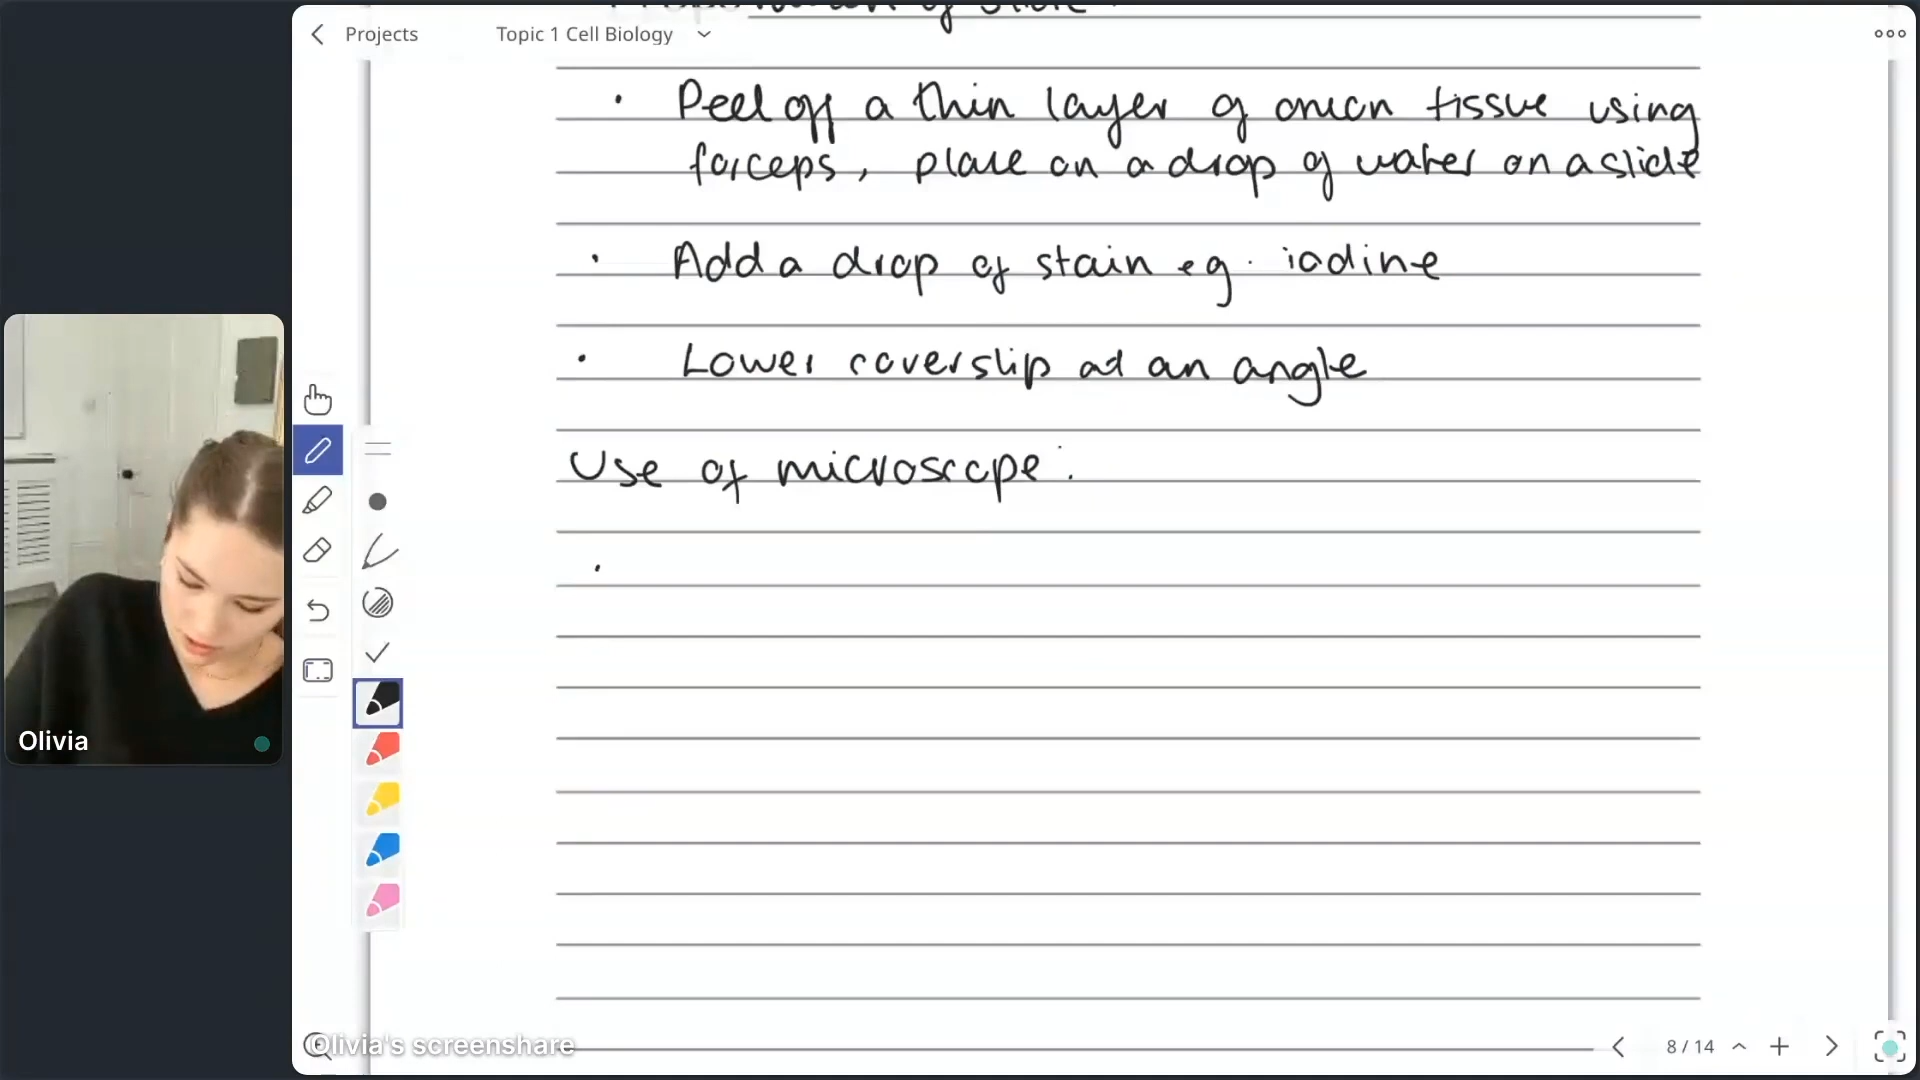 Projects
Topic 1 Cell Biology
of slide
• Peel off a thin layer of onion tissue using
forceps, place on a drop of water on a slide
• Add a drop of stain eg. iodine
• Lower coverslip at an angle
Use of microscope:
•
Olivia
Olivia's screenshare
8 / 14